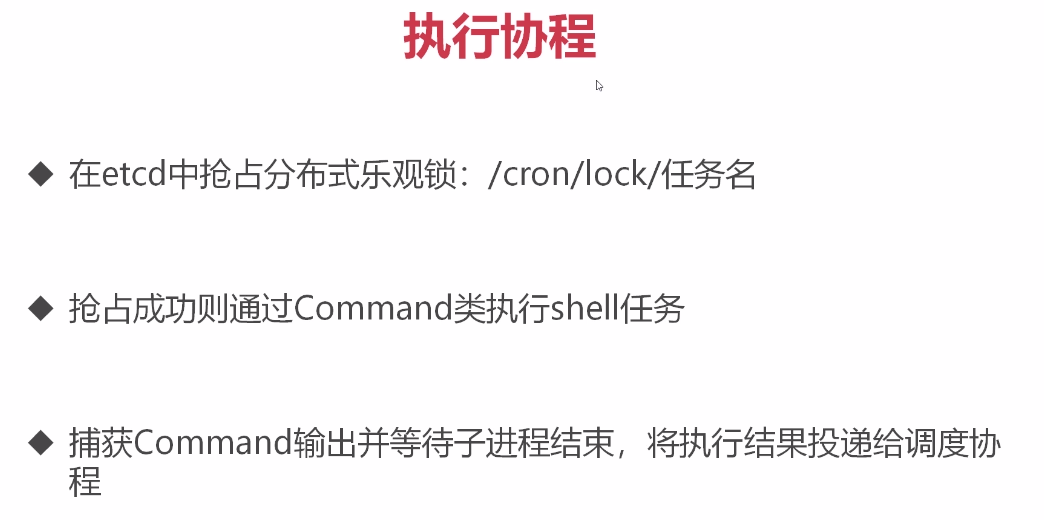 执行协程
◆ 在etcd中抢占分布式乐观锁：/cron/lock/任务名
◆ 抢占成功则通过Command类执行shell任务
◆ 捕获Command输出并等待子进程结束，将执行结果投递给调度协
程